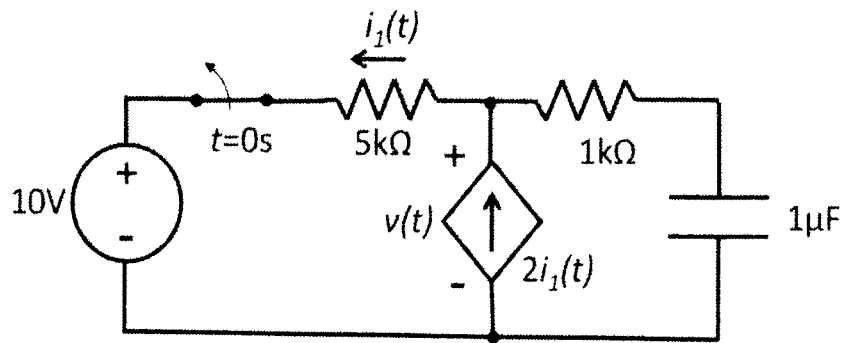 i₁(t)
t=0s
5kΩ
1kΩ
+
10V
-
+
v(t)
-
2i₁(t)
1μF